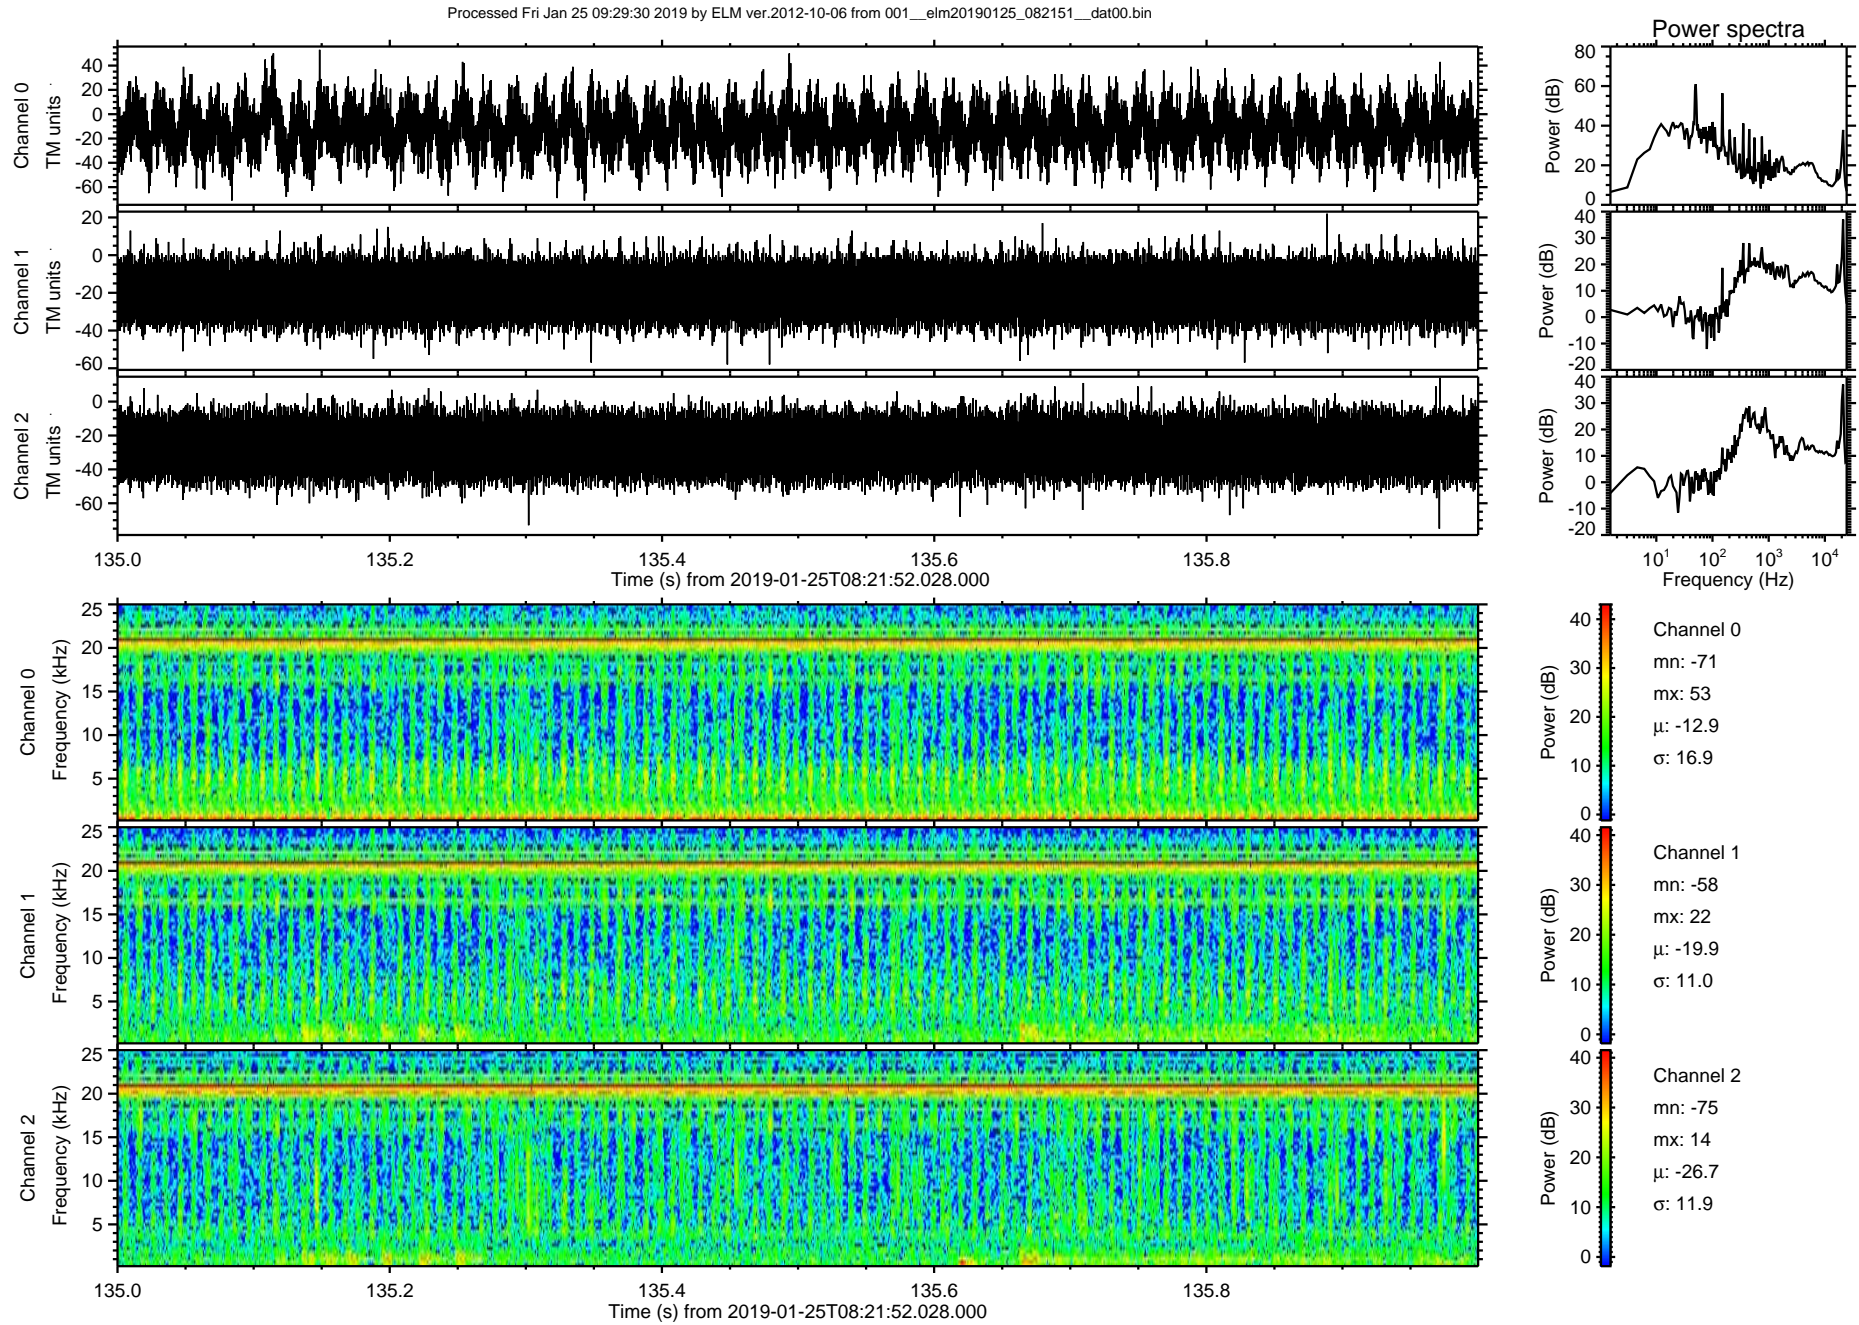 Processed Fri Jan 25 09:29:30 2019 by ELM ver.2012-10-06 from 001__elm20190125_082151__dat00.bin
Power spectra
Channel 0
TM units
40
20
0
-20
-40
-60
Power (dB)
80
60
40
20
0
Channel 1
TM units
20
0
-20
-40
-60
Power (dB)
40
30
20
10
0
-10
-20
Channel 2
TM units
0
-20
-40
-60
Power (dB)
40
30
20
10
0
-10
-20
135.0 135.2 135.4 135.6 135.8
Time (s) from 2019-01-25T08:21:52.028.000
10^1 10^2 10^3 10^4
Frequency (Hz)
Channel 0
Frequency (kHz)
25
20
15
10
5
Power (dB)
40
30
20
10
0
Channel 0
mn: -71
mx: 53
μ: -12.9
σ: 16.9
Channel 1
Frequency (kHz)
25
20
15
10
5
Power (dB)
40
30
20
10
0
Channel 1
mn: -58
mx: 22
μ: -19.9
σ: 11.0
Channel 2
Frequency (kHz)
25
20
15
10
5
Power (dB)
40
30
20
10
0
Channel 2
mn: -75
mx: 14
μ: -26.7
σ: 11.9
135.0 135.2 135.4 135.6 135.8
Time (s) from 2019-01-25T08:21:52.028.000